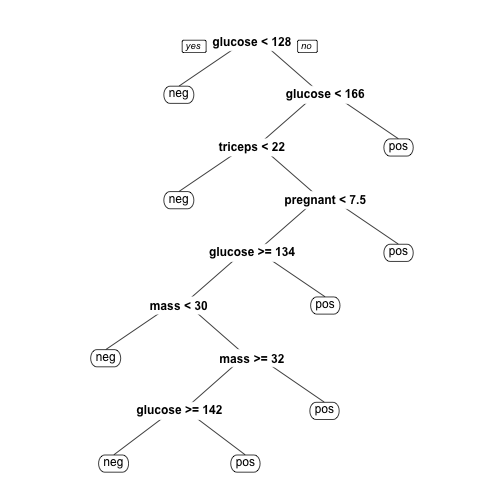 yes glucose < 128 no
neg glucose < 166
triceps < 22 pos
neg pregnant < 7.5
glucose >= 134 pos
mass < 30 pos
neg mass >= 32
glucose >= 142 pos
neg pos